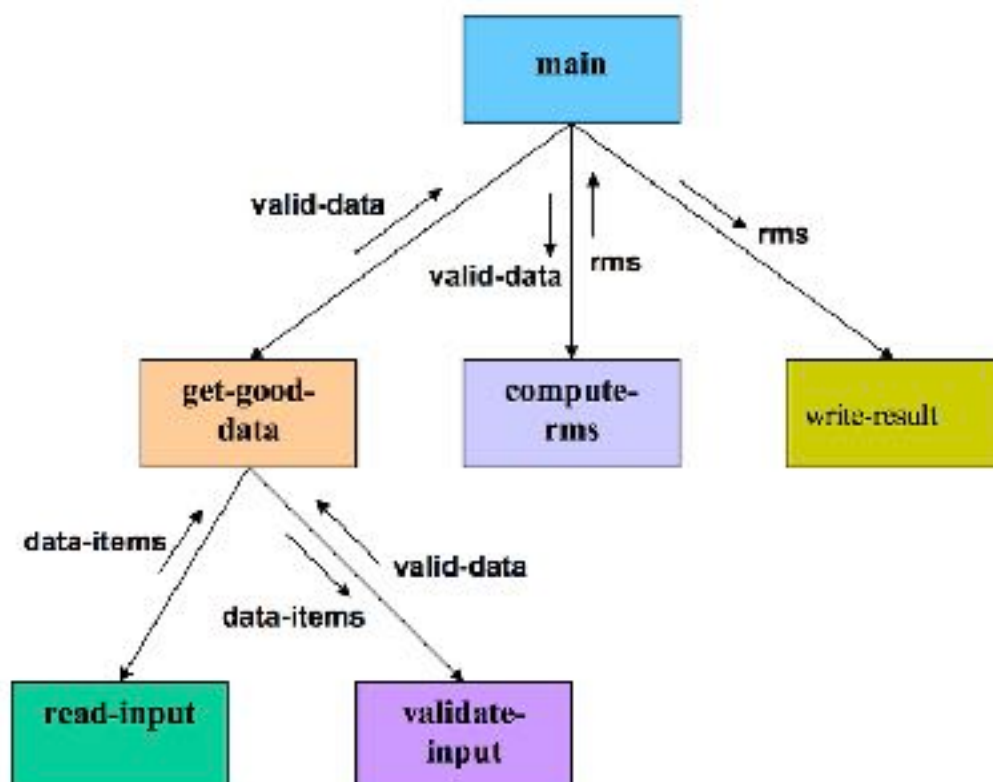 main
valid-data
valid-data
rms
rms
get-good-
data
compute-
rms
write-result
data-items
data-items
valid-data
read-input
validate-
input